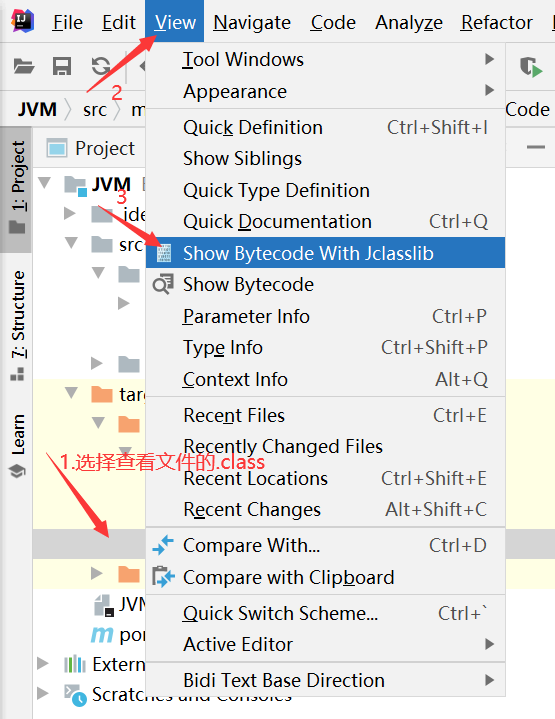 File Edit View Navigate Code Analyze Refactor
2
JVM src m Code
1: Project
Project
JVM
3
.ide
src
Tool Windows
Appearance
Quick Definition Ctrl+Shift+I
Show Siblings
Quick Type Definition
Quick Documentation Ctrl+Q
Show Bytecode With Jclasslib
Show Bytecode
Parameter Info Ctrl+P
Type Info Ctrl+Shift+P
Context Info Alt+Q
Recent Files Ctrl+E
Recently Changed Files
Recent Locations Ctrl+Shift+E
Recent Changes Alt+Shift+C
Compare With... Ctrl+D
Compare with Clipboard
Quick Switch Scheme... Ctrl+`
Active Editor
Bidi Text Base Direction
7: Structure
Learn
targ
1.选择查看文件的.class
JVM
m pom
Extern
Scratches and Consoles